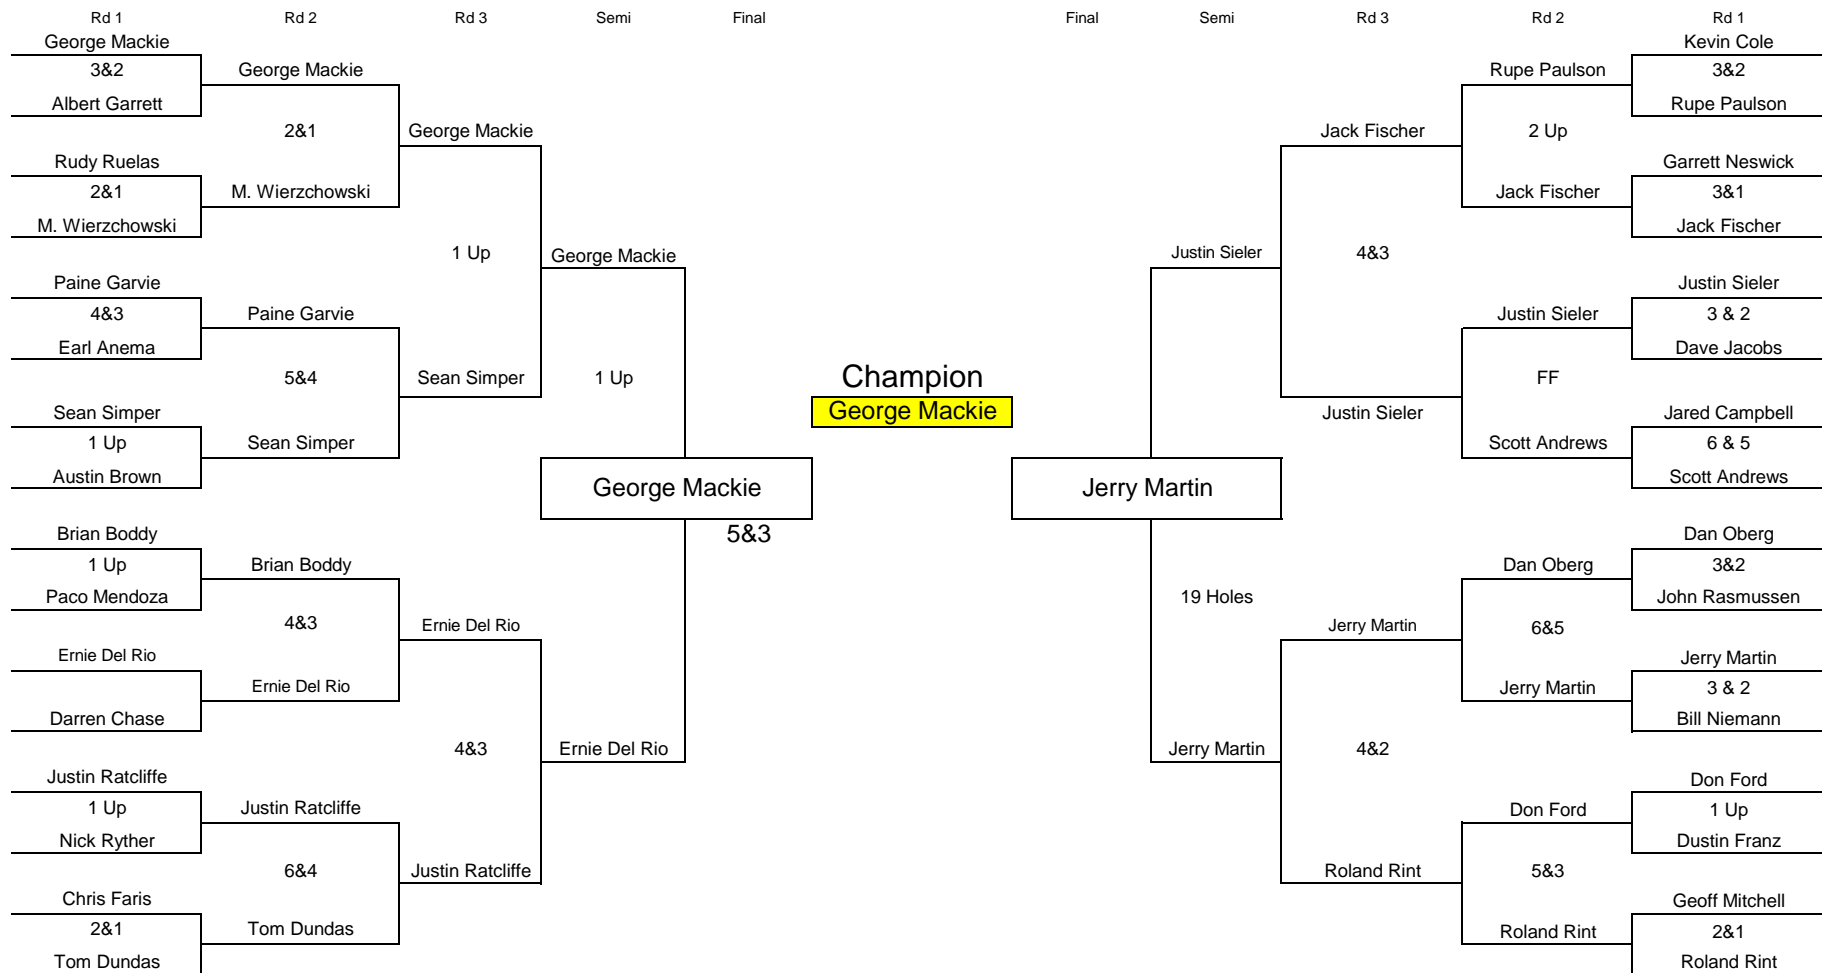 Rd 1 Rd 2 Rd 3 Semi Final Final Semi Rd 3 Rd 2 Rd 1
George Mackie Kevin Cole
3&2 George Mackie Rupe Paulson 3&2
Albert Garrett Rupe Paulson
2&1 George Mackie Jack Fischer 2 Up
Rudy Ruelas Garrett Neswick
2&1 M. Wierzchowski Jack Fischer 3&1
M. Wierzchowski Jack Fischer
1 Up George Mackie Justin Sieler 4&3
Paine Garvie Justin Sieler
4&3 Paine Garvie Justin Sieler 3 & 2
Earl Anema Dave Jacobs
5&4 Sean Simper 1 Up Champion FF
George Mackie
Sean Simper Justin Sieler Jared Campbell
1 Up Sean Simper Scott Andrews 6 & 5
Austin Brown Scott Andrews
George Mackie Jerry Martin
5&3
Brian Boddy Dan Oberg
1 Up Brian Boddy Dan Oberg 3&2
Paco Mendoza 19 Holes John Rasmussen
4&3 Ernie Del Rio Jerry Martin 6&5
Ernie Del Rio Jerry Martin
Ernie Del Rio Jerry Martin 3 & 2
Darren Chase Bill Niemann
4&3 Ernie Del Rio Jerry Martin 4&2
Justin Ratcliffe Don Ford
1 Up Justin Ratcliffe Don Ford 1 Up
Nick Ryther Dustin Franz
6&4 Justin Ratcliffe Roland Rint 5&3
Chris Faris Geoff Mitchell
2&1 Tom Dundas Roland Rint 2&1
Tom Dundas Roland Rint